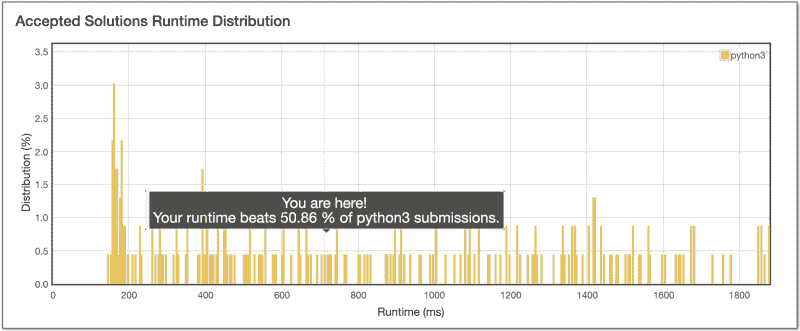 Accepted Solutions Runtime Distribution
python3
3.5
3.0
2.5
2.0
1.5
1.0
0.5
0.0
Distribution (%)
You are here!
Your runtime beats 50.86 % of python3 submissions.
0 200 400 600 800 1000 1200 1400 1600 1800
Runtime (ms)